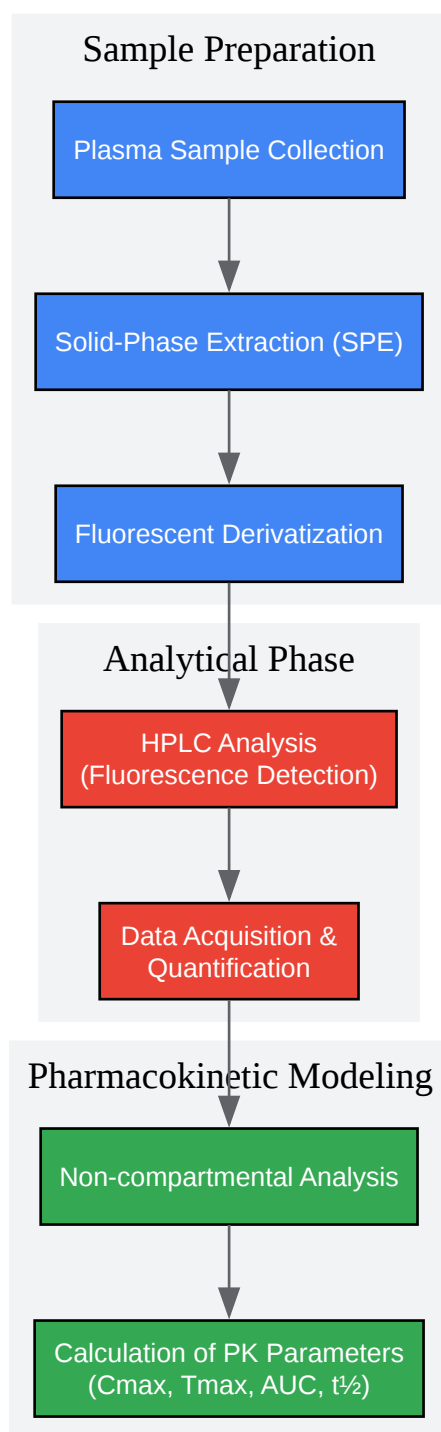 Sample Preparation
Plasma Sample Collection
Solid-Phase Extraction (SPE)
Fluorescent Derivatization
Analytical Phase
HPLC Analysis
(Fluorescence Detection)
Data Acquisition &
Quantification
Pharmacokinetic Modeling
Non-compartmental Analysis
Calculation of PK Parameters
(Cmax, Tmax, AUC, t½)